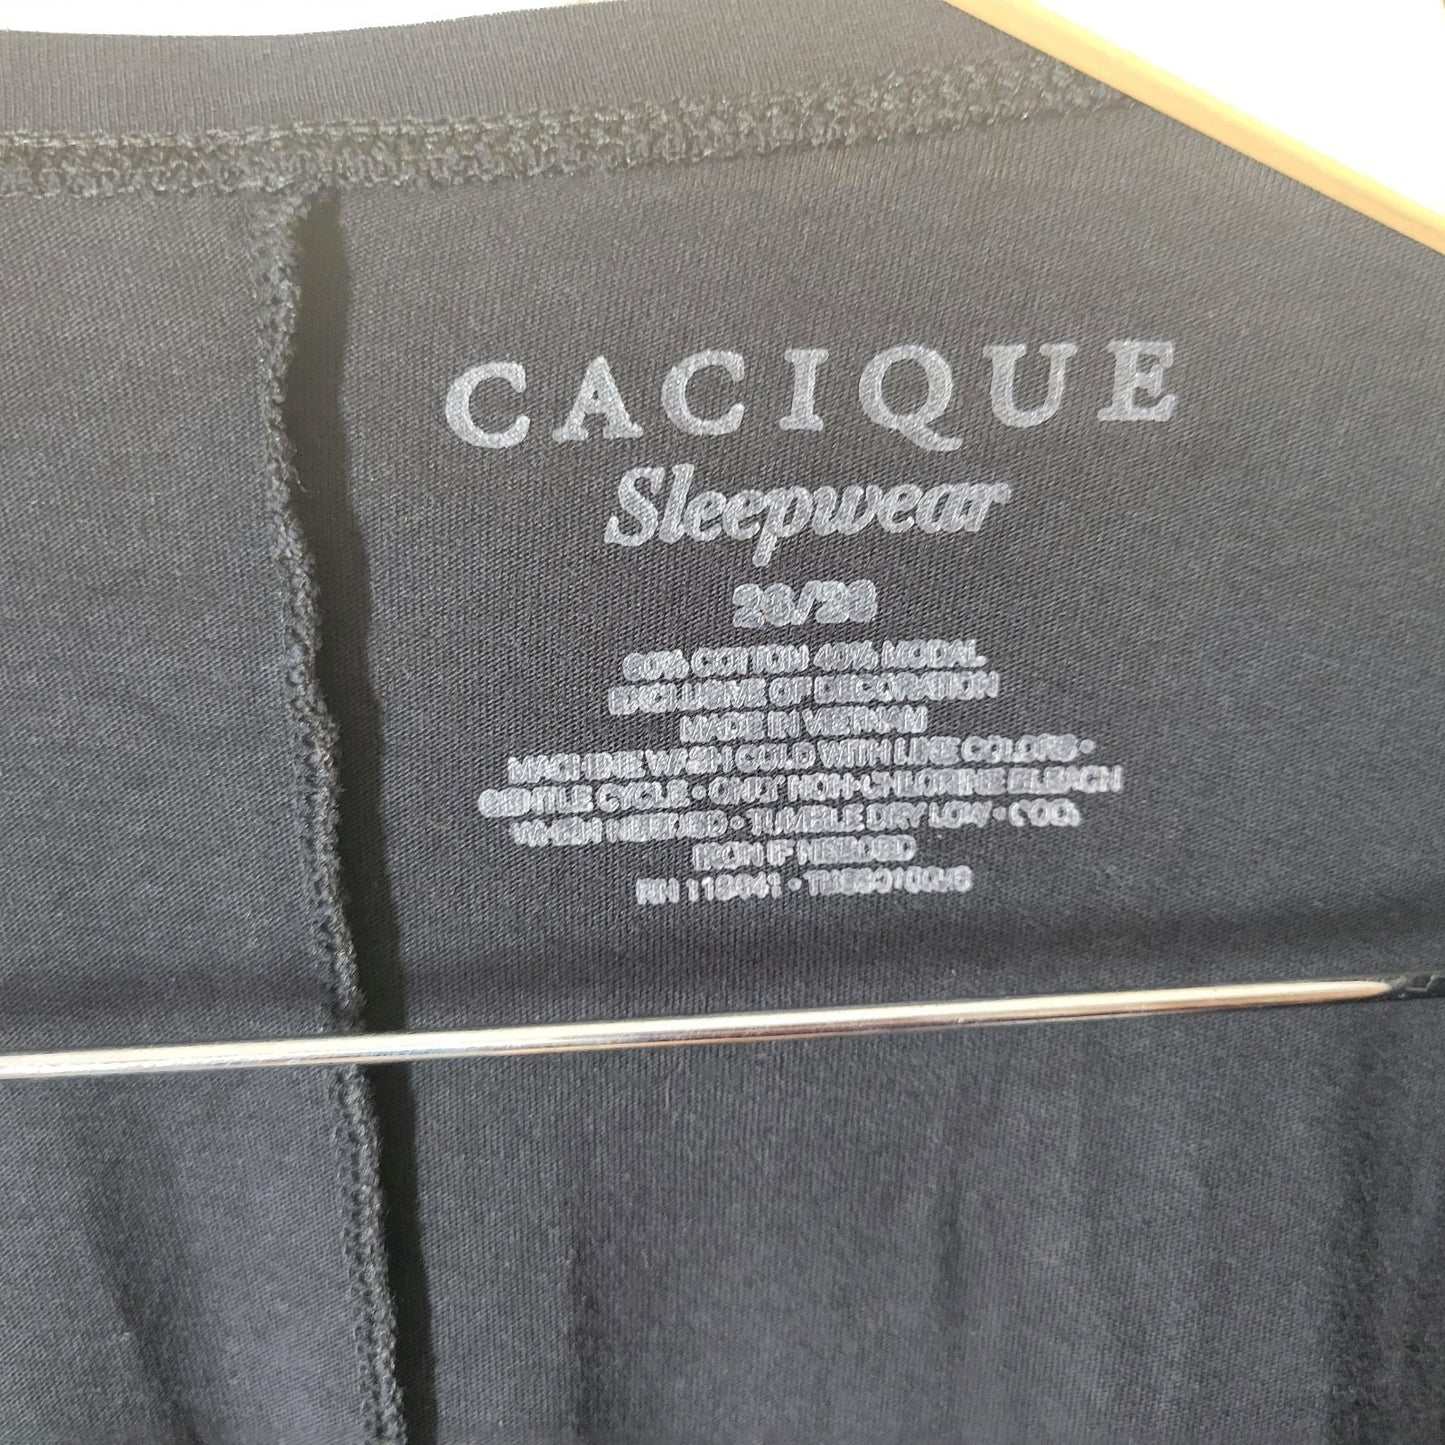 CACIQUE
Sleepwear
26/28
60% COTTON 40% MODAL
EXCLUSIVE OF DECORATION
MADE IN VIETNAM
MACHINE WASH COLD WITH LIKE COLORS •
GENTLE CYCLE • ONLY NON-CHLORINE BLEACH
WHEN NEEDED • TUMBLE DRY LOW • COOL
IRON IF NEEDED
RN